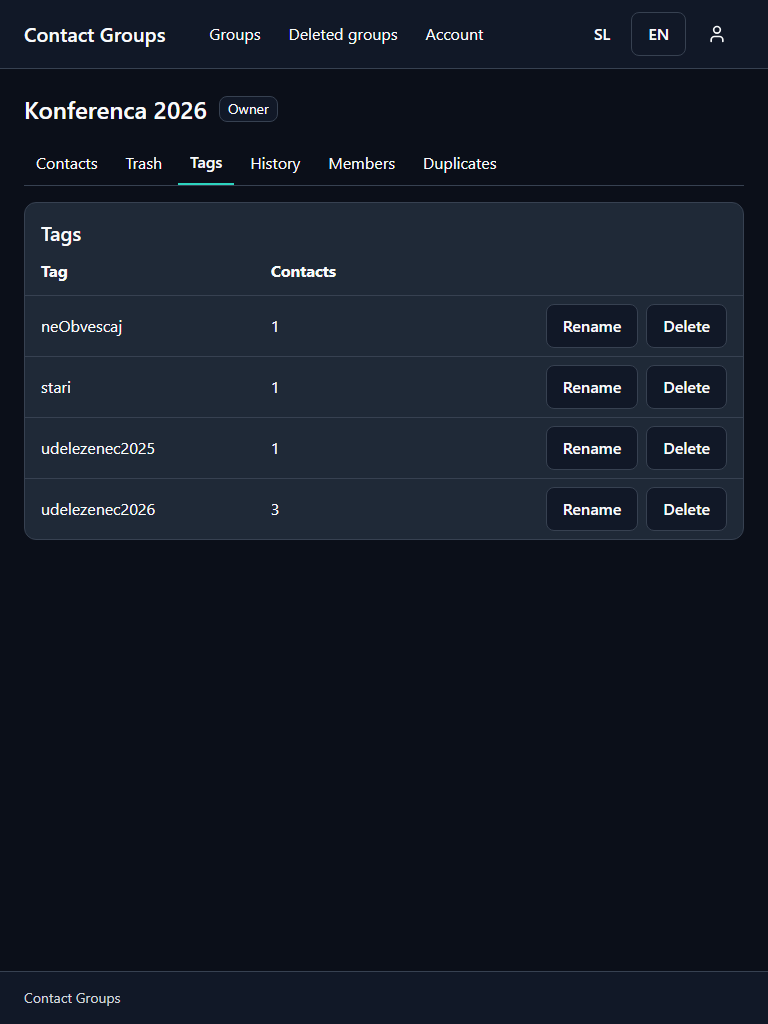 Contact Groups Groups Deleted groups Account SL EN
Konferenca 2026 Owner
Contacts Trash Tags History Members Duplicates
Tags
Tag Contacts
neObvescaj 1 Rename Delete
stari 1 Rename Delete
udelezenec2025 1 Rename Delete
udelezenec2026 3 Rename Delete
Contact Groups